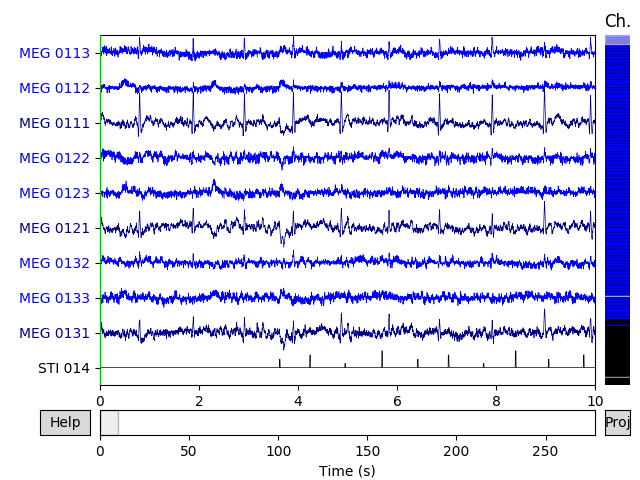 Ch.
MEG 0113
MEG 0112
MEG 0111
MEG 0122
MEG 0123
MEG 0121
MEG 0132
MEG 0133
MEG 0131
STI 014
0 2 4 6 8 10
Help
Proj
0 50 100 150 200 250
Time (s)